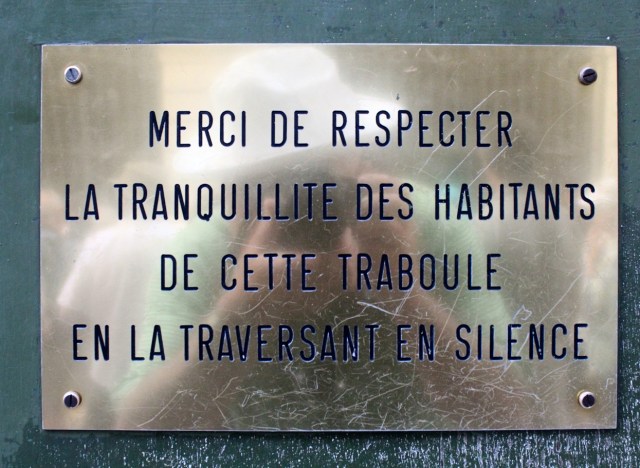 MERCI DE RESPECTER
LA TRANQUILLITE DES HABITANTS
DE CETTE TRABOULE
EN LA TRAVERSANT EN SILENCE